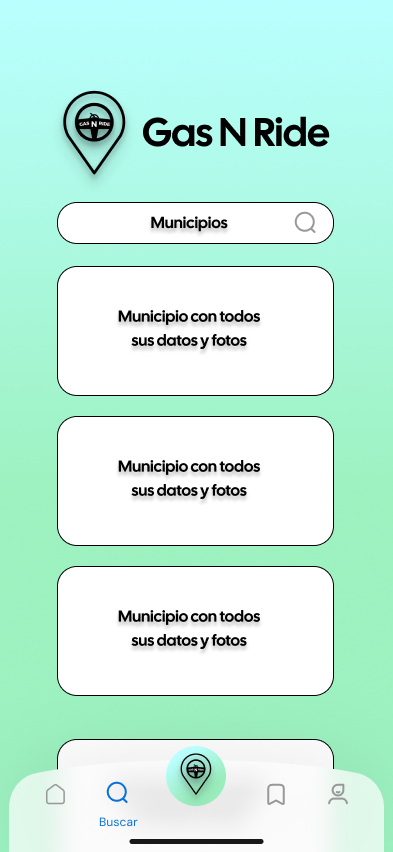 GAS N RIDE
Gas N Ride
Municipios
Municipio con todos
sus datos y fotos
Municipio con todos
sus datos y fotos
Municipio con todos
sus datos y fotos
Buscar